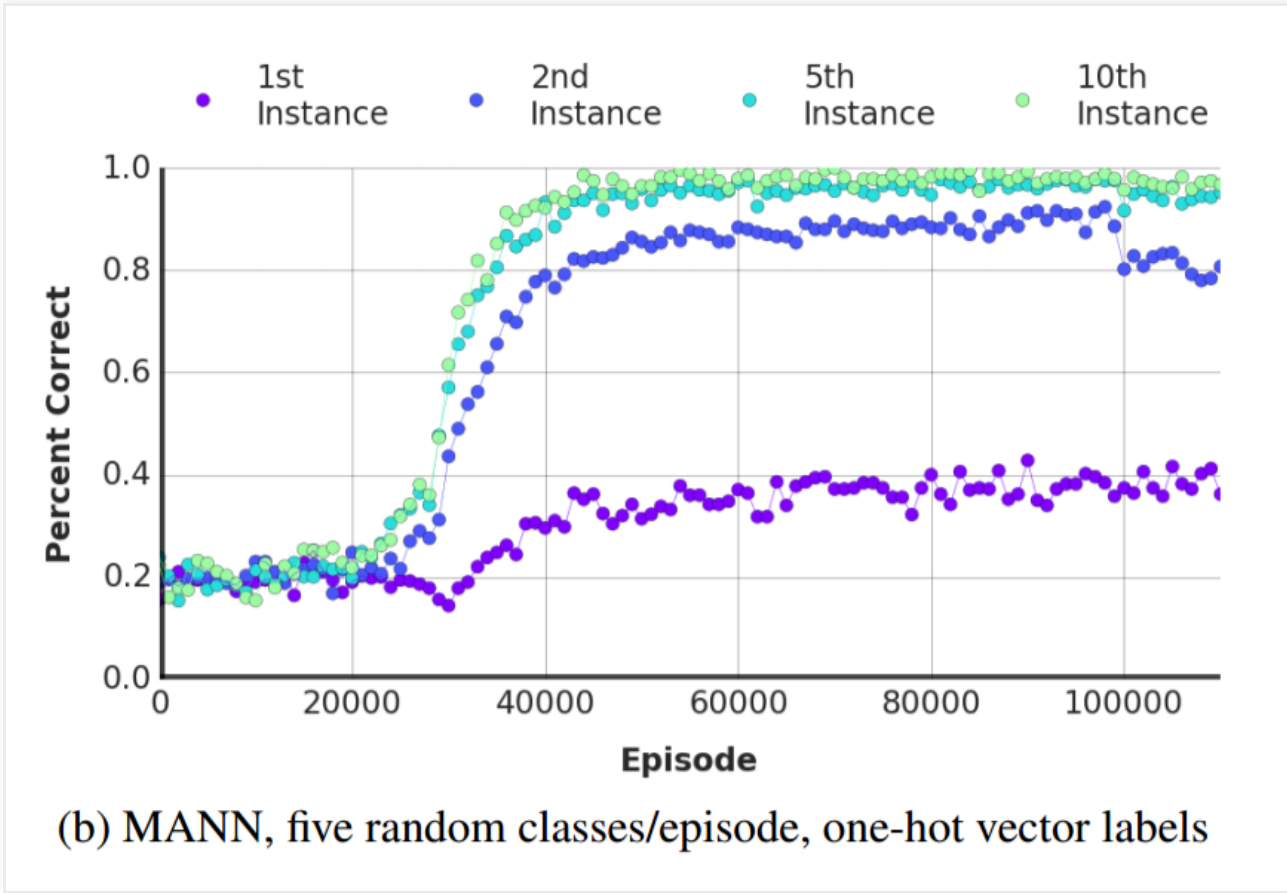 1st Instance
2nd Instance
5th Instance
10th Instance
1.0
0.8
0.6
0.4
0.2
0.0
Percent Correct
0 20000 40000 60000 80000 100000
Episode
(b) MANN, five random classes/episode, one-hot vector labels